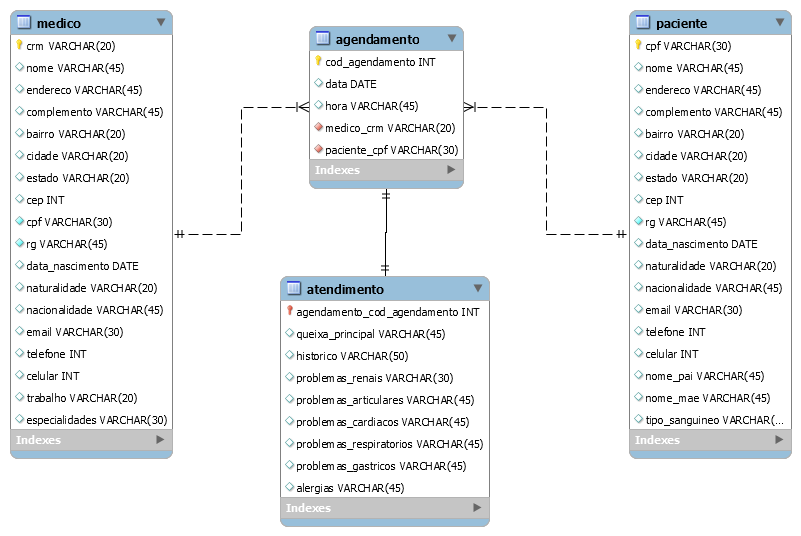 medico
crm VARCHAR(20)
nome VARCHAR(45)
endereco VARCHAR(45)
complemento VARCHAR(45)
bairro VARCHAR(20)
cidade VARCHAR(20)
estado VARCHAR(20)
cep INT
cpf VARCHAR(30)
rg VARCHAR(45)
data_nascimento DATE
naturalidade VARCHAR(20)
nacionalidade VARCHAR(45)
email VARCHAR(30)
telefone INT
celular INT
trabalho VARCHAR(20)
especialidades VARCHAR(30)
Indexes
agendamento
cod_agendamento INT
data DATE
hora VARCHAR(45)
medico_crm VARCHAR(20)
paciente_cpf VARCHAR(30)
Indexes
atendimento
agendamento_cod_agendamento INT
queixa_principal VARCHAR(45)
historico VARCHAR(50)
problemas_renais VARCHAR(30)
problemas_articulares VARCHAR(45)
problemas_cardiacos VARCHAR(45)
problemas_respiratorios VARCHAR(45)
problemas_gastricos VARCHAR(45)
alergias VARCHAR(45)
Indexes
paciente
cpf VARCHAR(30)
nome VARCHAR(45)
endereco VARCHAR(45)
complemento VARCHAR(45)
bairro VARCHAR(20)
cidade VARCHAR(20)
estado VARCHAR(20)
cep INT
rg VARCHAR(45)
data_nascimento DATE
naturalidade VARCHAR(20)
nacionalidade VARCHAR(45)
email VARCHAR(30)
telefone INT
celular INT
nome_pai VARCHAR(45)
nome_mae VARCHAR(45)
tipo_sanguineo VARCHAR(...
Indexes